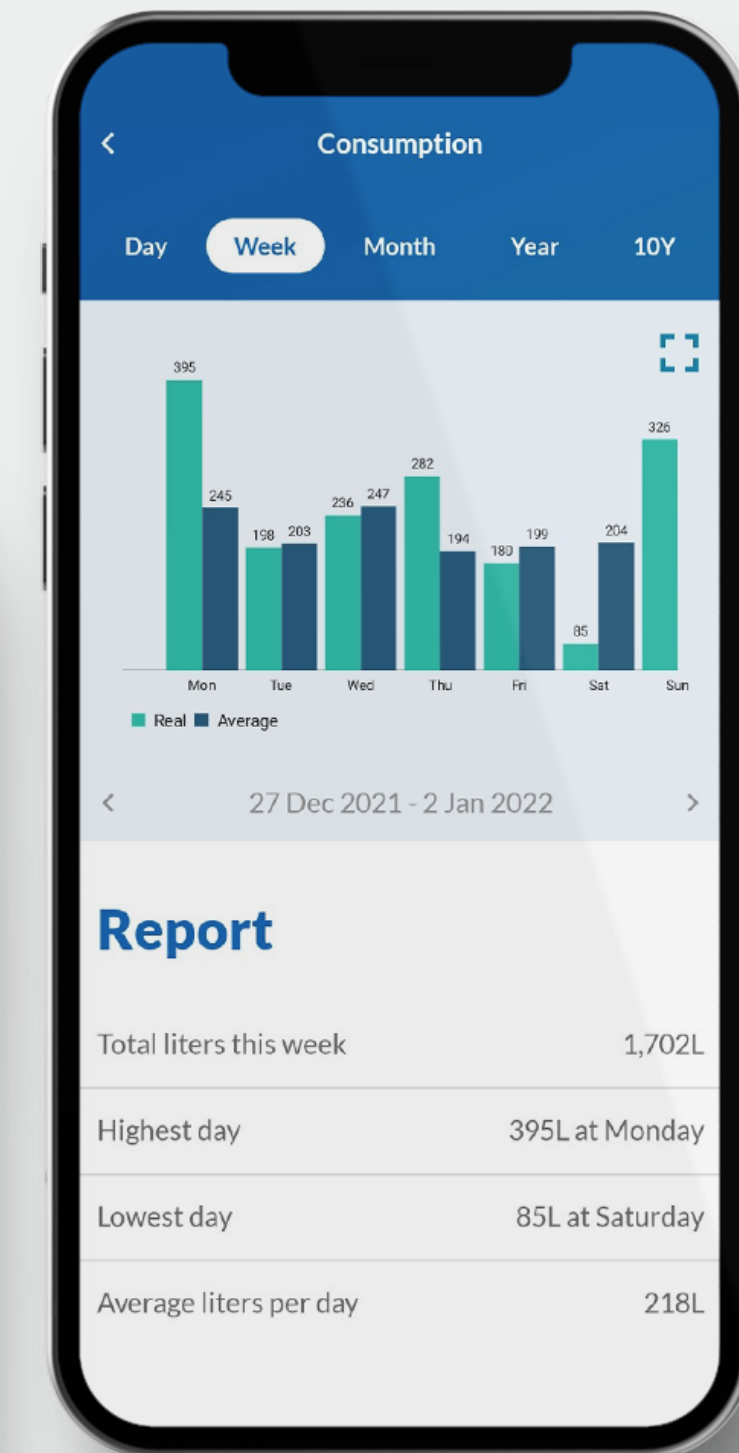 Consumption
Day Week Month Year 10Y
395
326
282
245
236 247
198 203
194
180 199
204
85
Mon Tue Wed Thu Fri Sat Sun
Real Average
27 Dec 2021 - 2 Jan 2022
Report
Total liters this week 1,702L
Highest day 395L at Monday
Lowest day 85L at Saturday
Average liters per day 218L